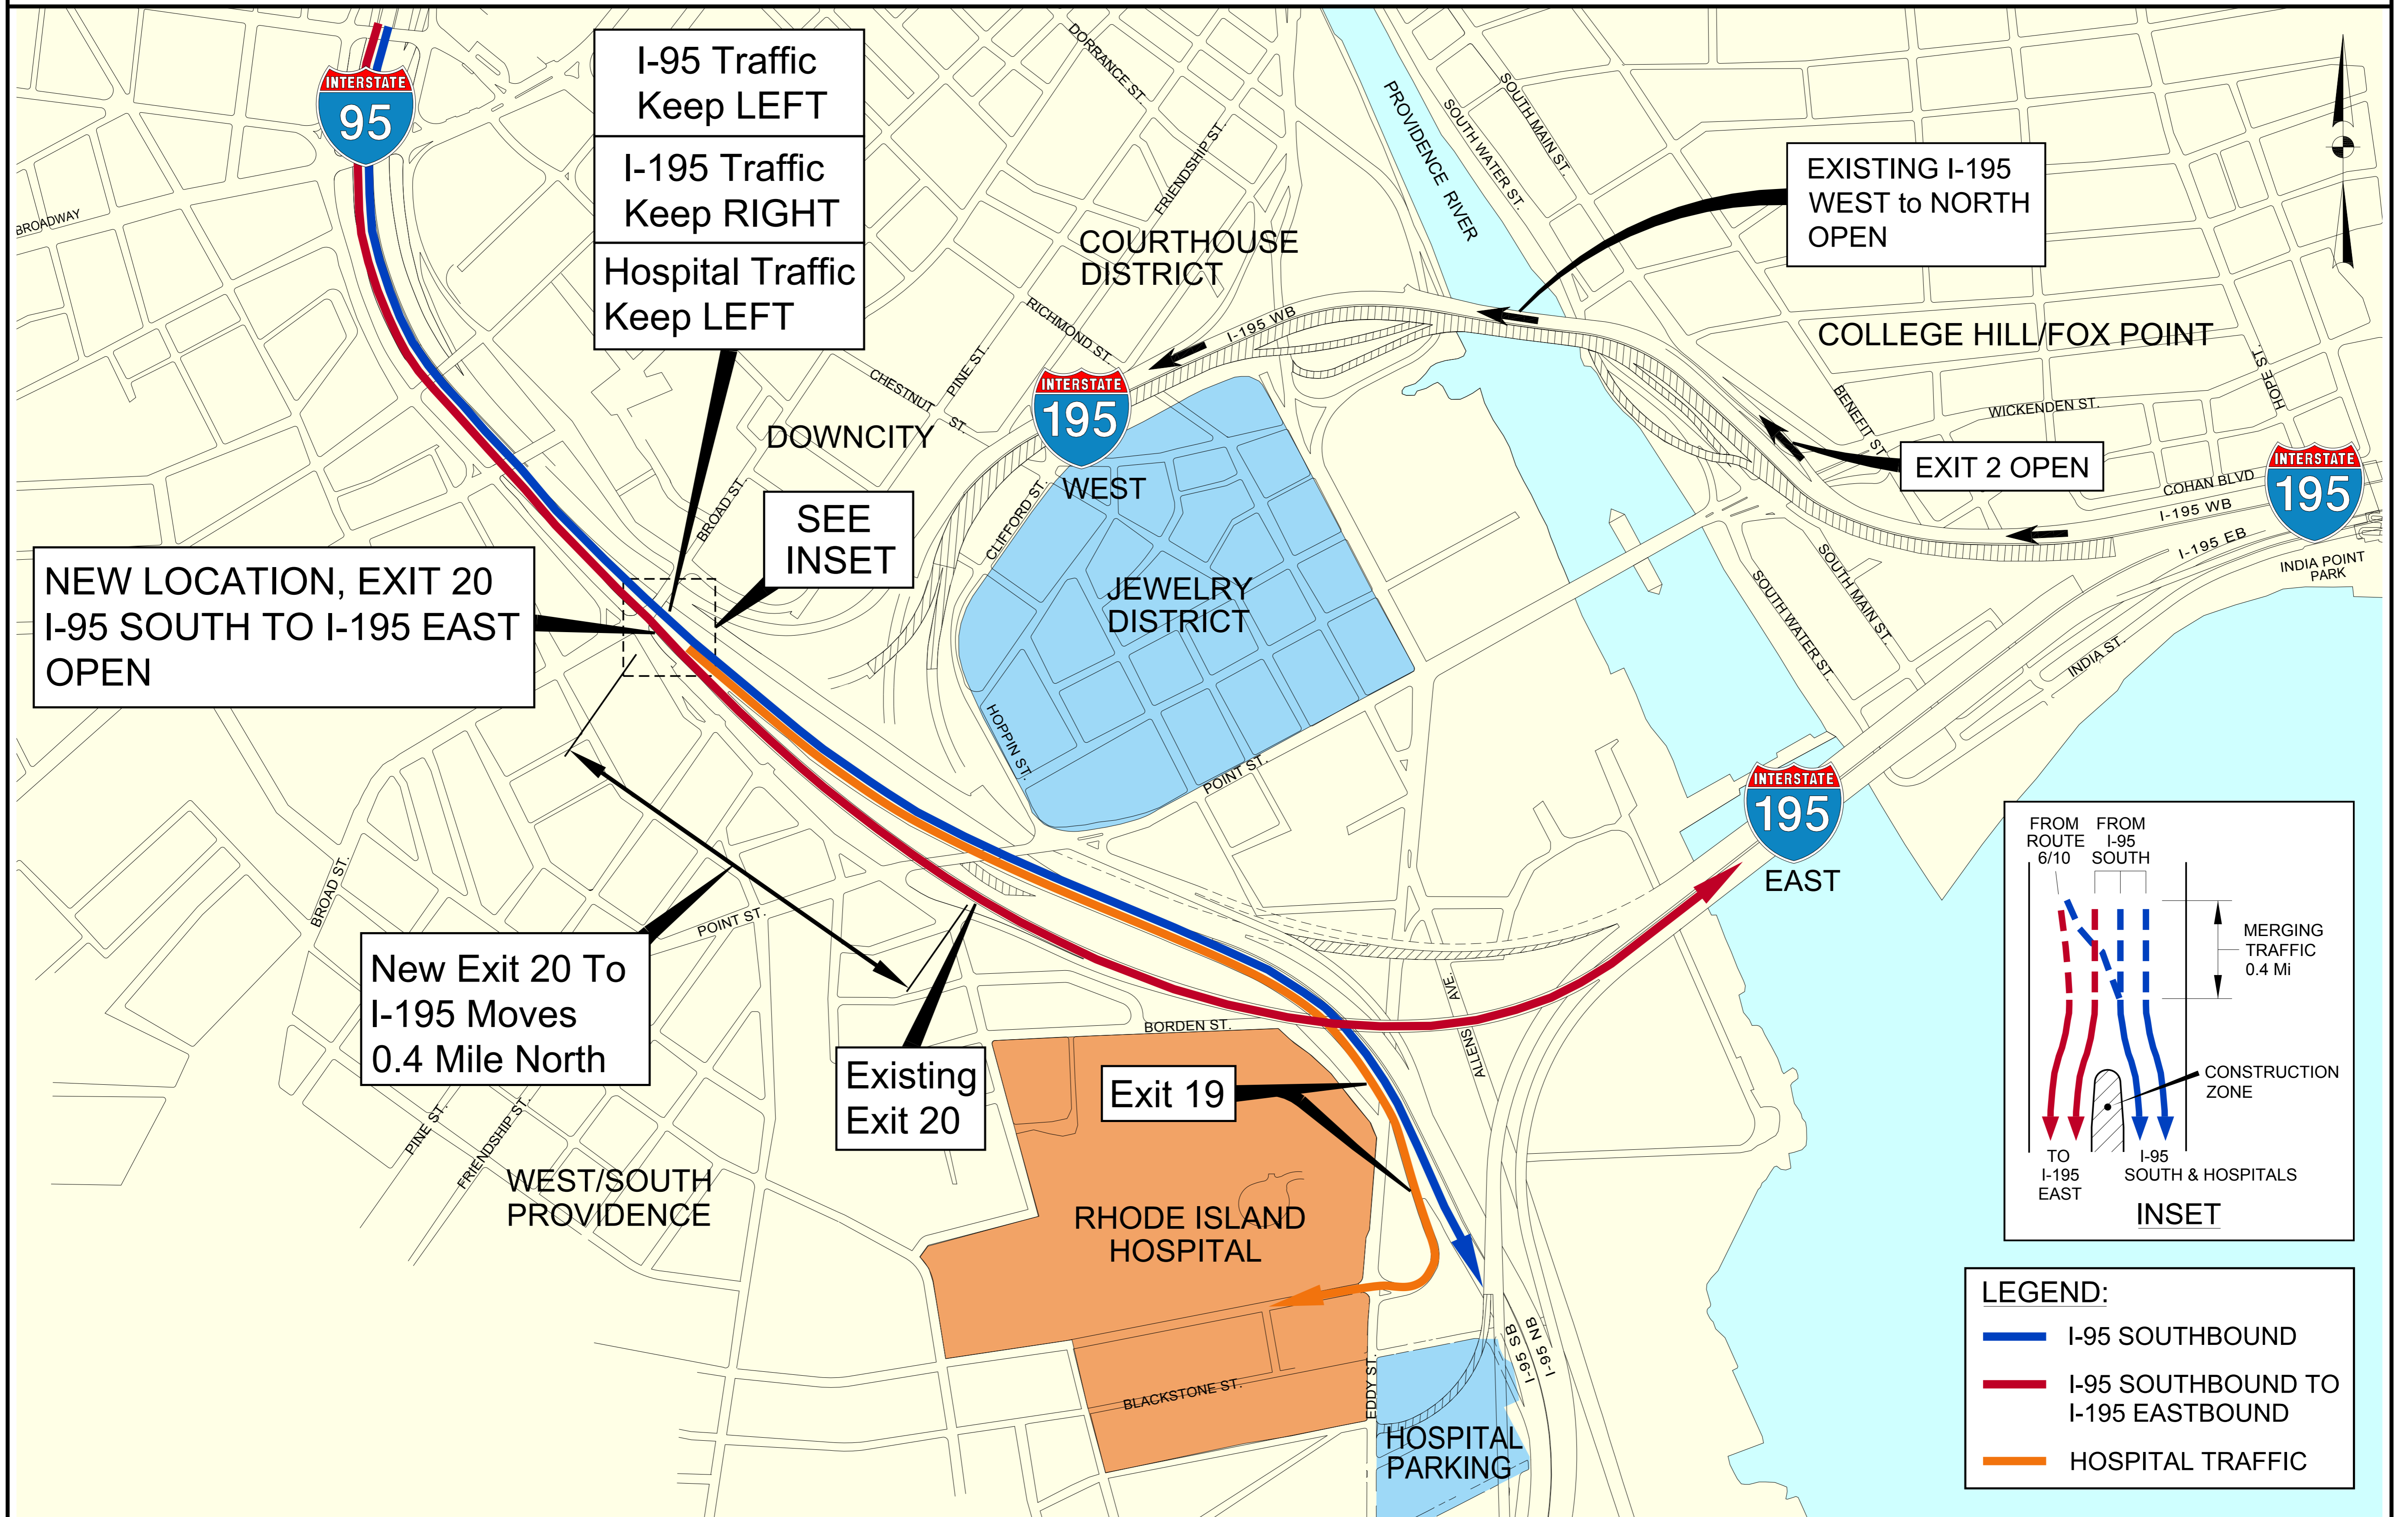 INTERSTATE
95
I-95 Traffic
Keep LEFT
I-195 Traffic
Keep RIGHT
Hospital Traffic
Keep LEFT
DORRANCE ST.
FRIENDSHIP ST.
COURTHOUSE
DISTRICT
PROVIDENCE RIVER
SOUTH WATER ST.
SOUTH MAIN ST.
EXISTING I-195
WEST to NORTH
OPEN
BROADWAY
COLLEGE HILL/FOX POINT
HOPE ST.
RICHMOND ST.
I-195 WB
PINE ST.
CHESTNUT
ST.
DOWNCITY
INTERSTATE
195
WEST
BENEFIT ST.
WICKENDEN ST.
EXIT 2 OPEN
COHAN BLVD
I-195 WB
I-195 EB
INTERSTATE
195
INDIA POINT
PARK
BROAD ST.
SEE
INSET
CLIFFORD ST.
NEW LOCATION, EXIT 20
I-95 SOUTH TO I-195 EAST
OPEN
JEWELRY
DISTRICT
SOUTH WATER ST.
SOUTH MAIN ST.
INDIA ST.
HOPPIN ST.
POINT ST.
INTERSTATE
195
EAST
BROAD ST.
POINT ST.
New Exit 20 To
I-195 Moves
0.4 Mile North
Existing
Exit 20
BORDEN ST.
ALLENS
AVE.
Exit 19
PINE ST.
FRIENDSHIP ST.
WEST/SOUTH
PROVIDENCE
RHODE ISLAND
HOSPITAL
BLACKSTONE ST.
EDDY ST.
I-95 SB
I-95 NB
HOSPITAL
PARKING
FROM
ROUTE
6/10
FROM
I-95
SOUTH
MERGING
TRAFFIC
0.4 Mi
CONSTRUCTION
ZONE
TO
I-195
EAST
I-95
SOUTH & HOSPITALS
INSET
LEGEND:
I-95 SOUTHBOUND
I-95 SOUTHBOUND TO
I-195 EASTBOUND
HOSPITAL TRAFFIC